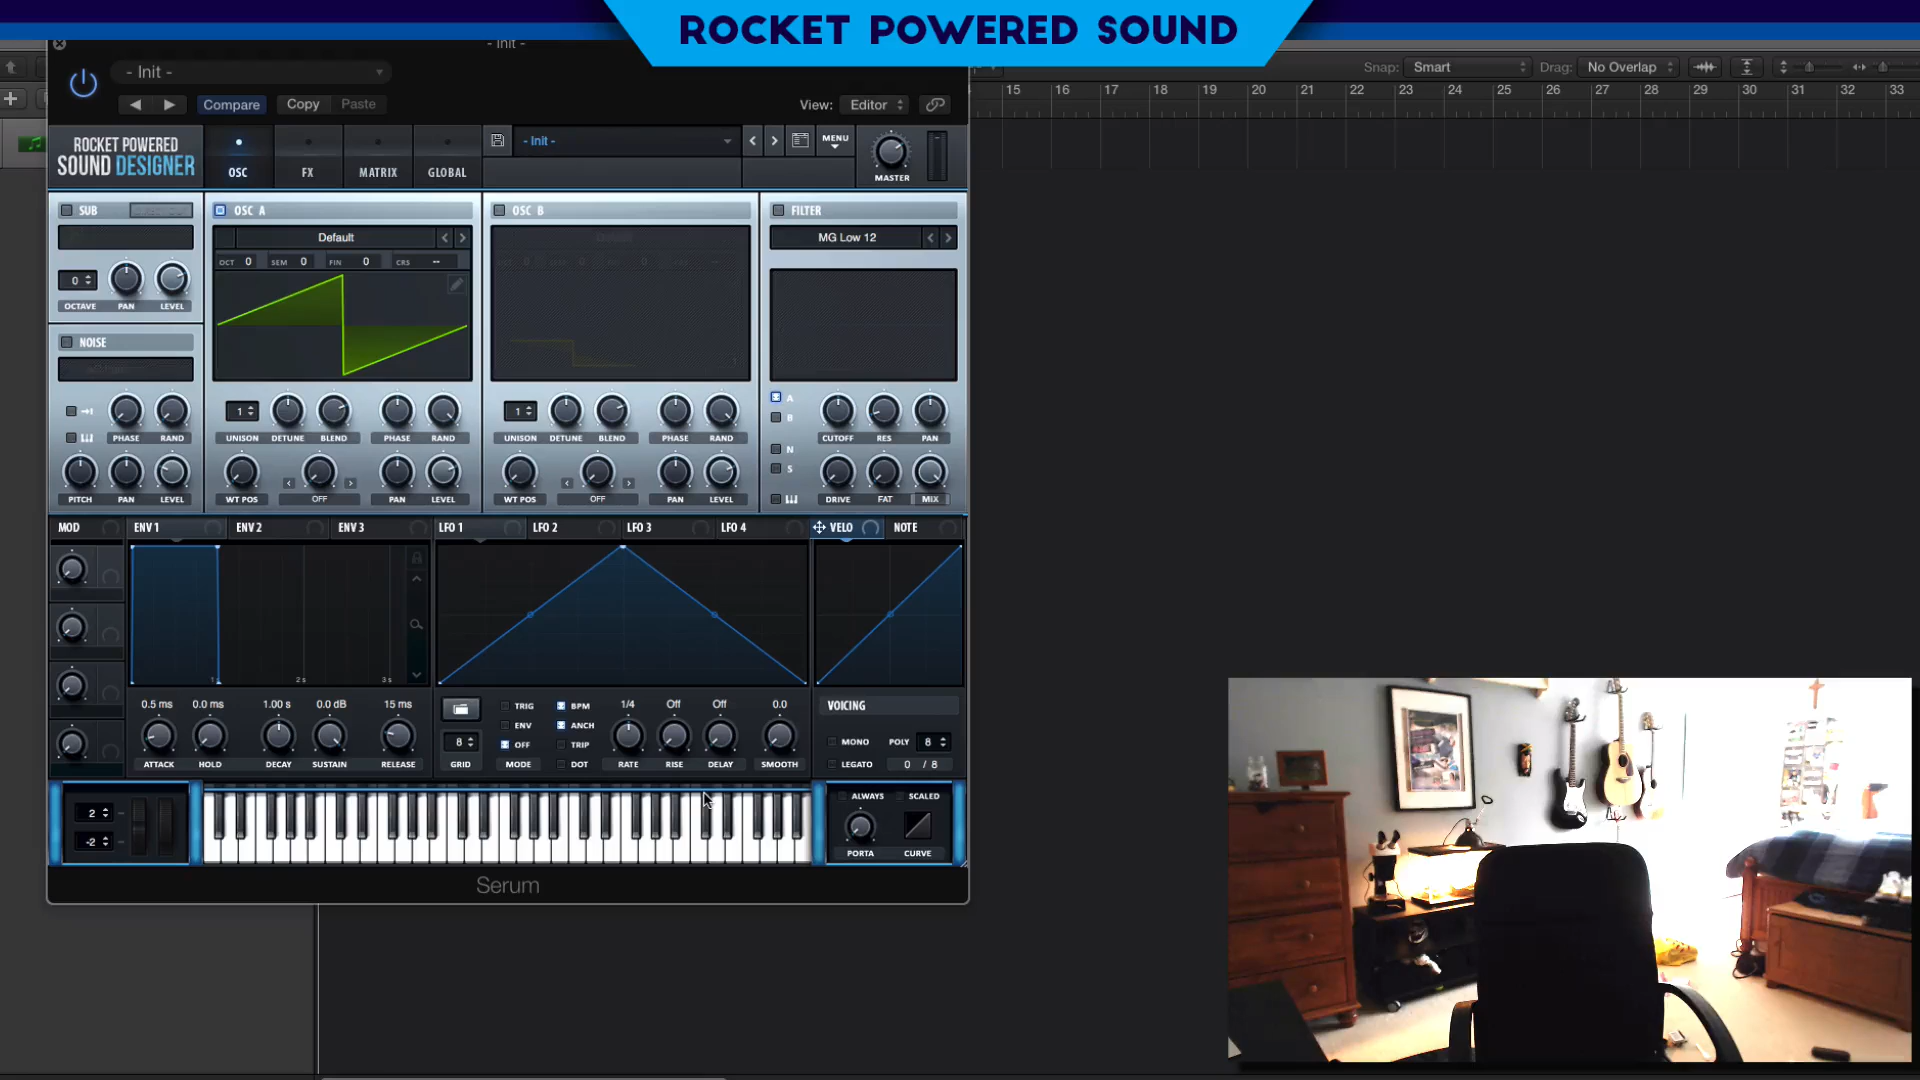 ROCKET POWERED SOUND
- Init -
- Init -
Compare
Copy
Paste
View:
Editor
Snap:
Smart
Drag:
No Overlap
15 16 17 18 19 20 21 22 23 24 25 26 27 28 29 30 31 32 33
ROCKET POWERED
SOUND DESIGNER
OSC
FX
MATRIX
GLOBAL
- Init -
MENU
MASTER
SUB
0
OCTAVE PAN LEVEL
NOISE
PHASE RAND
PITCH PAN LEVEL
OSC A
Default
OCT 0 SEM 0 FIN 0 CRS --
1
UNISON DETUNE BLEND PHASE RAND
WT POS OFF PAN LEVEL
OSC B
1
UNISON DETUNE BLEND PHASE RAND
WT POS OFF PAN LEVEL
FILTER
MG Low 12
A
B
N
S
CUTOFF RES PAN
DRIVE FAT MIX
MOD ENV 1 ENV 2 ENV 3 LFO 1 LFO 2 LFO 3 LFO 4 VELO NOTE
2s 3s
0.5 ms 0.0 ms 1.00 s 0.0 dB 15 ms
ATTACK HOLD DECAY SUSTAIN RELEASE
8
GRID
TRIG
ENV
OFF
MODE
BPM
ANCH
TRIP
DOT
1/4 Off Off 0.0
RATE RISE DELAY SMOOTH
VOICING
MONO POLY 8
LEGATO 0 / 8
2
-2
ALWAYS SCALED
PORTA CURVE
Serum